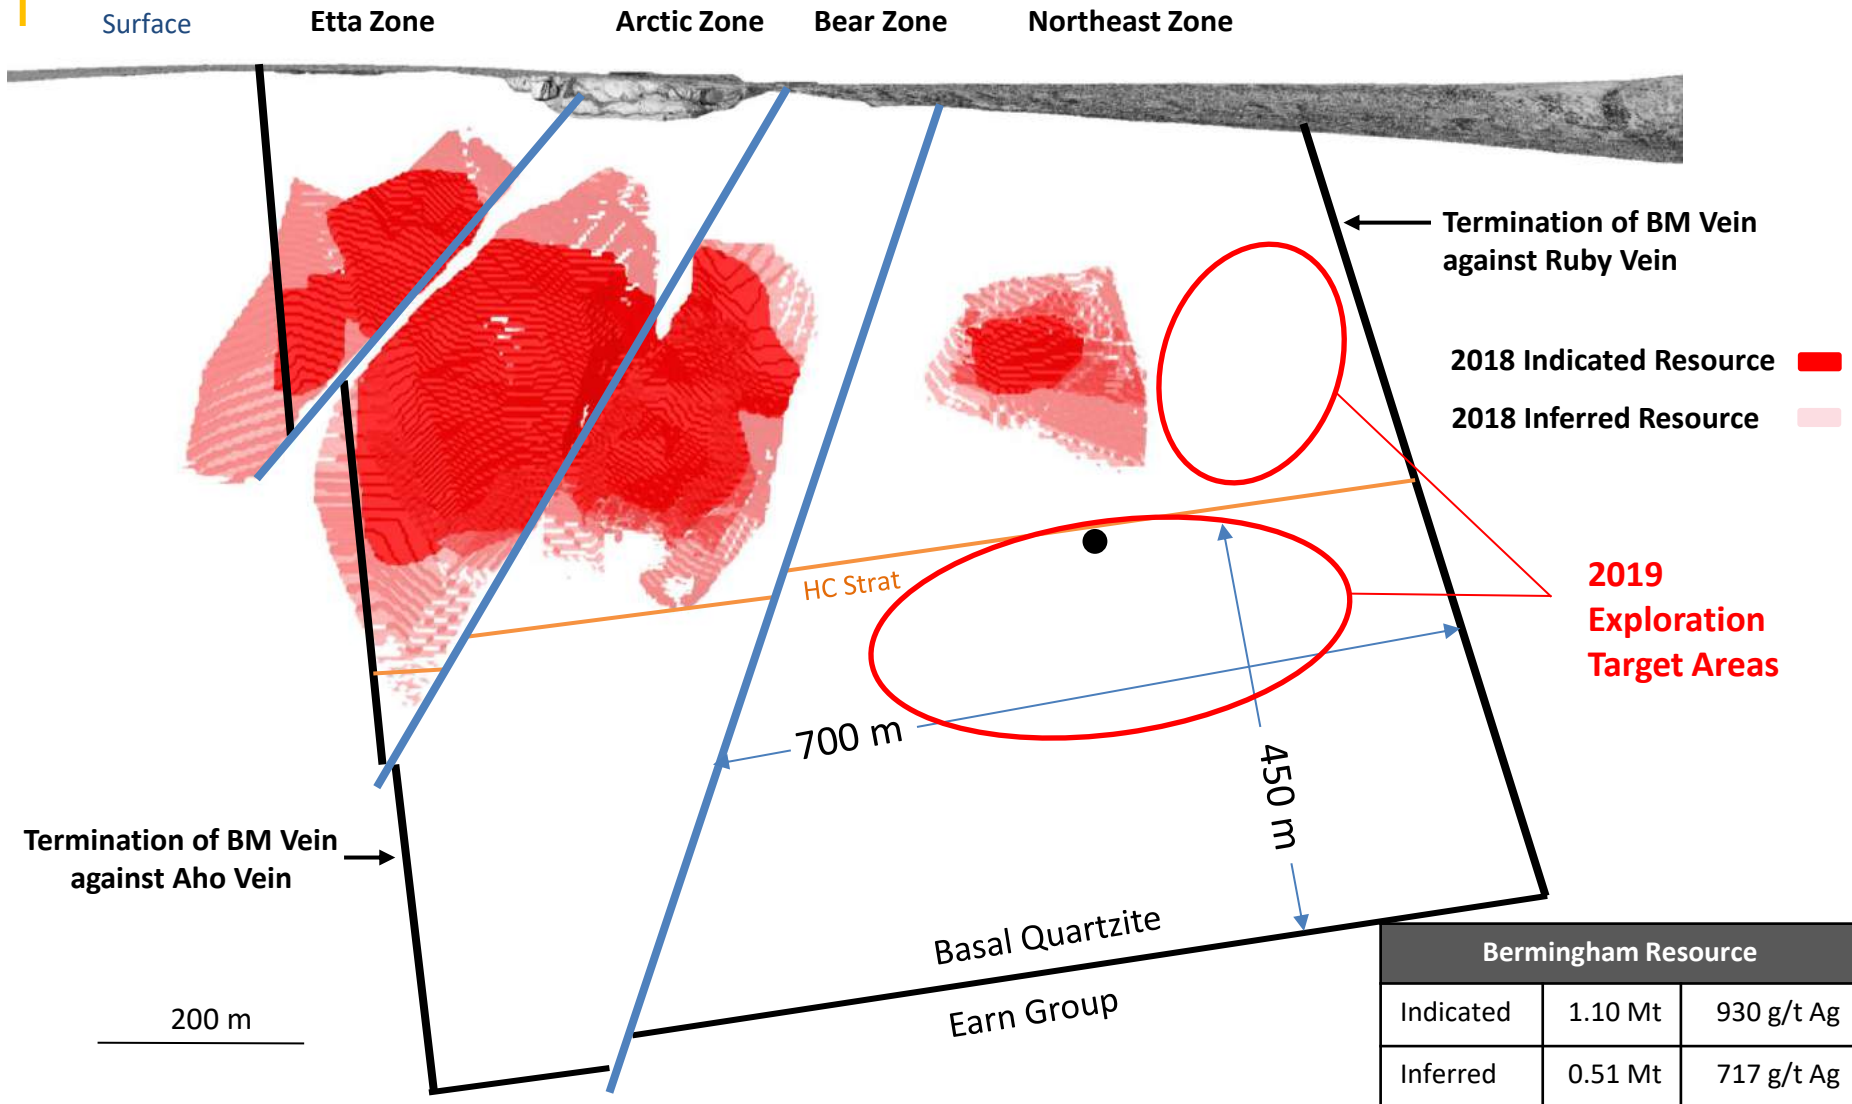 Surface
Etta Zone
Arctic Zone
Bear Zone
Northeast Zone
Termination of BM Vein
against Ruby Vein
2018 Indicated Resource
2018 Inferred Resource
HC Strat
2019
Exploration
Target Areas
700 m
450 m
Termination of BM Vein
against Aho Vein
Basal Quartzite
Earn Group
200 m
Bermingham Resource
Indicated 1.10 Mt 930 g/t Ag
Inferred 0.51 Mt 717 g/t Ag